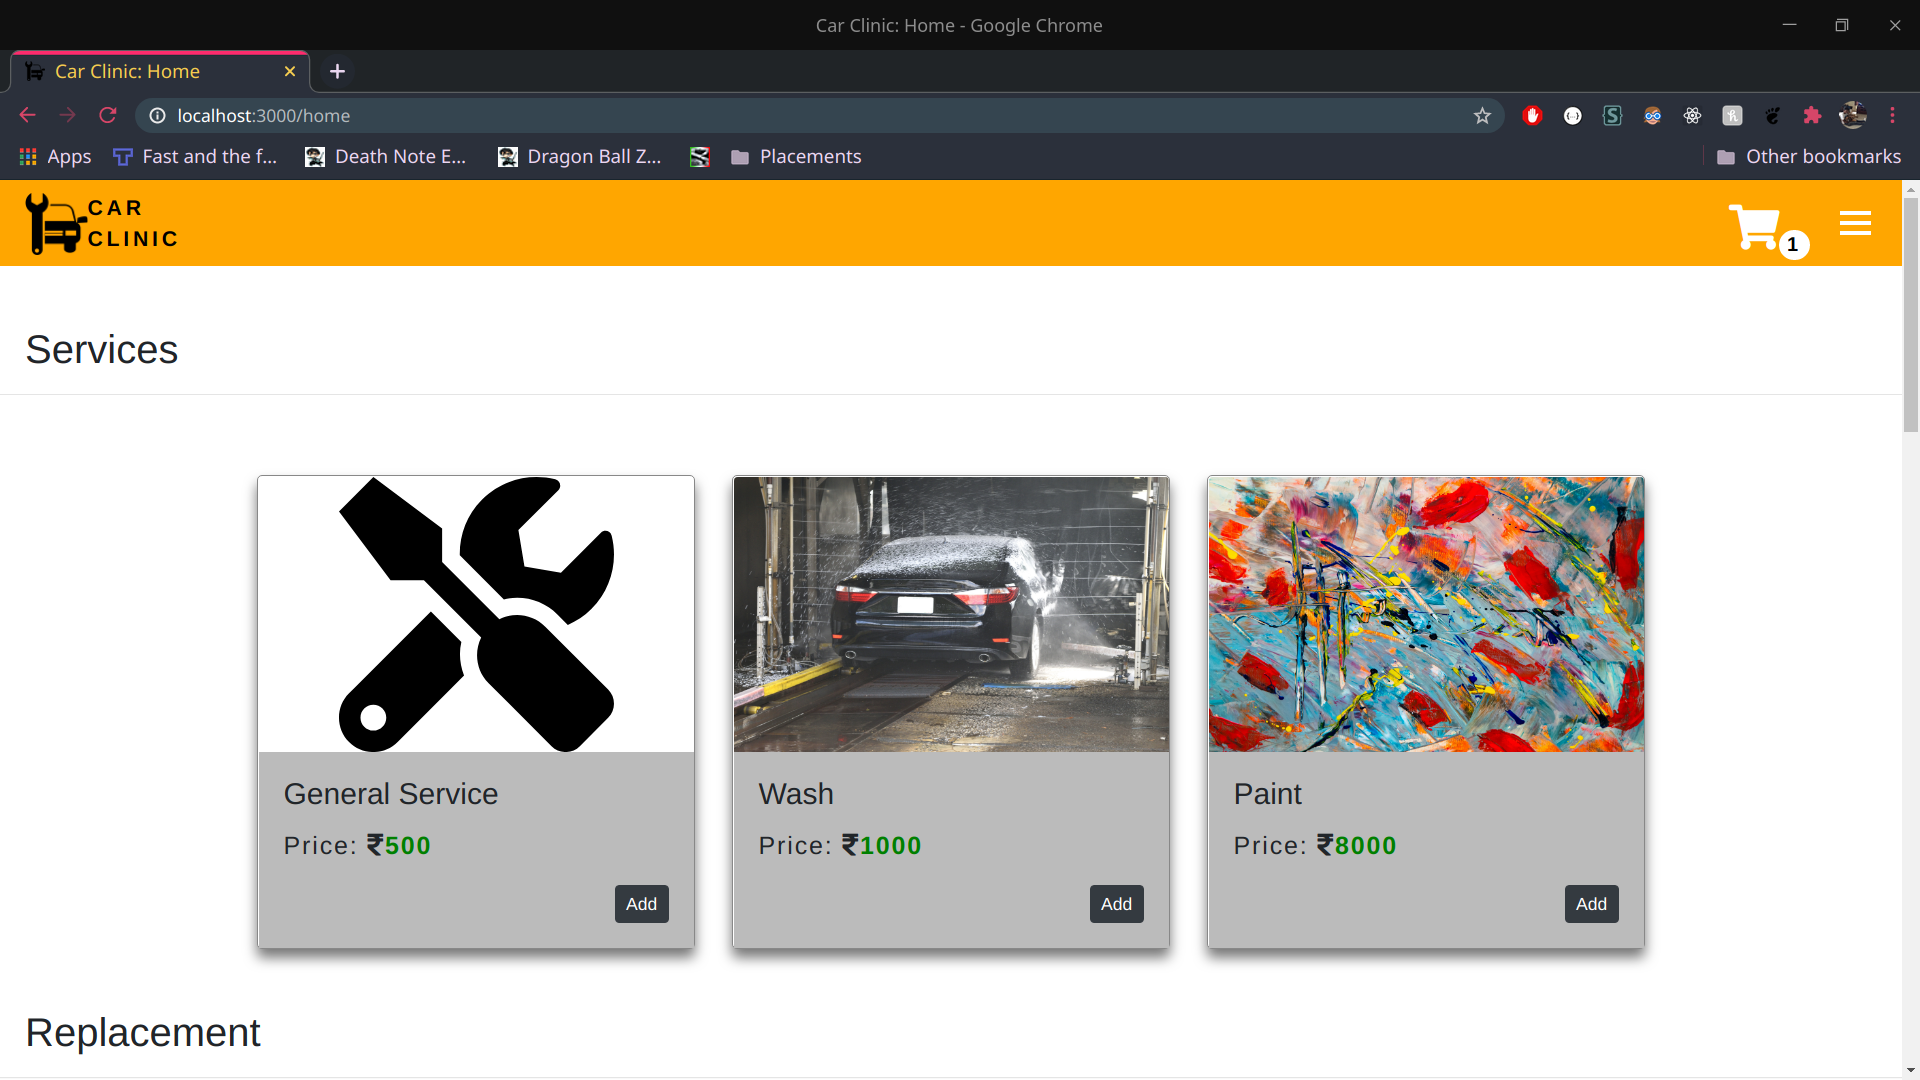 Car Clinic: Home - Google Chrome
Car Clinic: Home
localhost:3000/home
Apps
Fast and the f...
Death Note E...
Dragon Ball Z...
Placements
Other bookmarks
CAR
CLINIC
1
Services
General Service
Price: ₹500
Add
Wash
Price: ₹1000
Add
Paint
Price: ₹8000
Add
Replacement